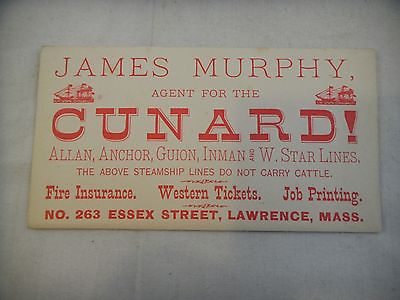 JAMES MURPHY,
AGENT FOR THE
CUNARD!
ALLAN, ANCHOR, GUION, INMAN AND W. STAR LINES,
THE ABOVE STEAMSHIP LINES DO NOT CARRY CATTLE.
Fire Insurance. Western Tickets. Job Printing.
NO. 263 ESSEX STREET, LAWRENCE, MASS.